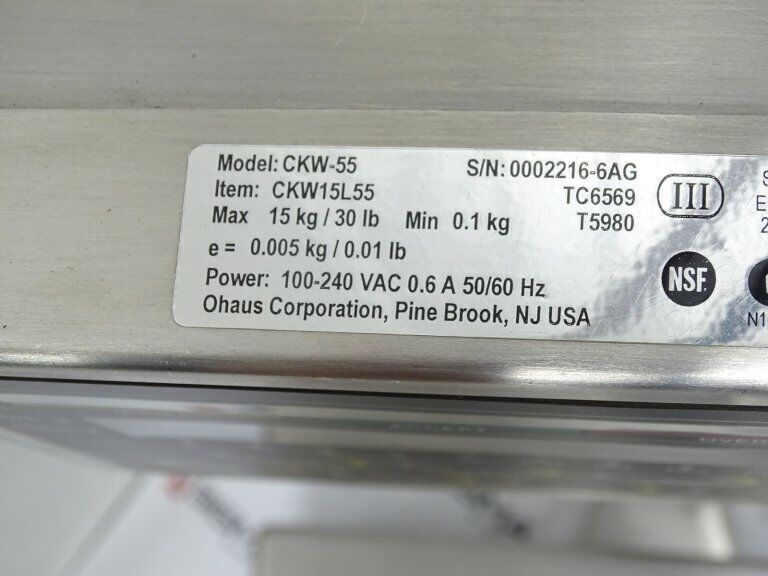 Model: CKW-55 S/N: 0002216-6AG
Item: CKW15L55 TC6569
Max 15 kg / 30 lb Min 0.1 kg T5980
III
e = 0.005 kg / 0.01 lb
Power: 100-240 VAC 0.6 A 50/60 Hz
NSF
Ohaus Corporation, Pine Brook, NJ USA